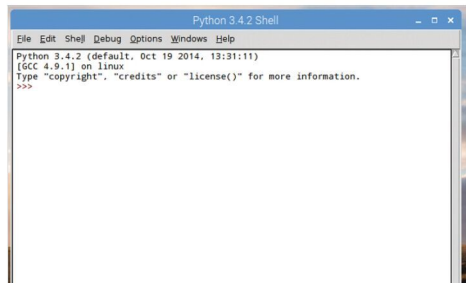 Python 3.4.2 Shell
File Edit Shell Debug Options Windows Help
Python 3.4.2 (default, Oct 19 2014, 13:31:11)
[GCC 4.9.1] on linux
Type "copyright", "credits" or "license()" for more information.
>>>